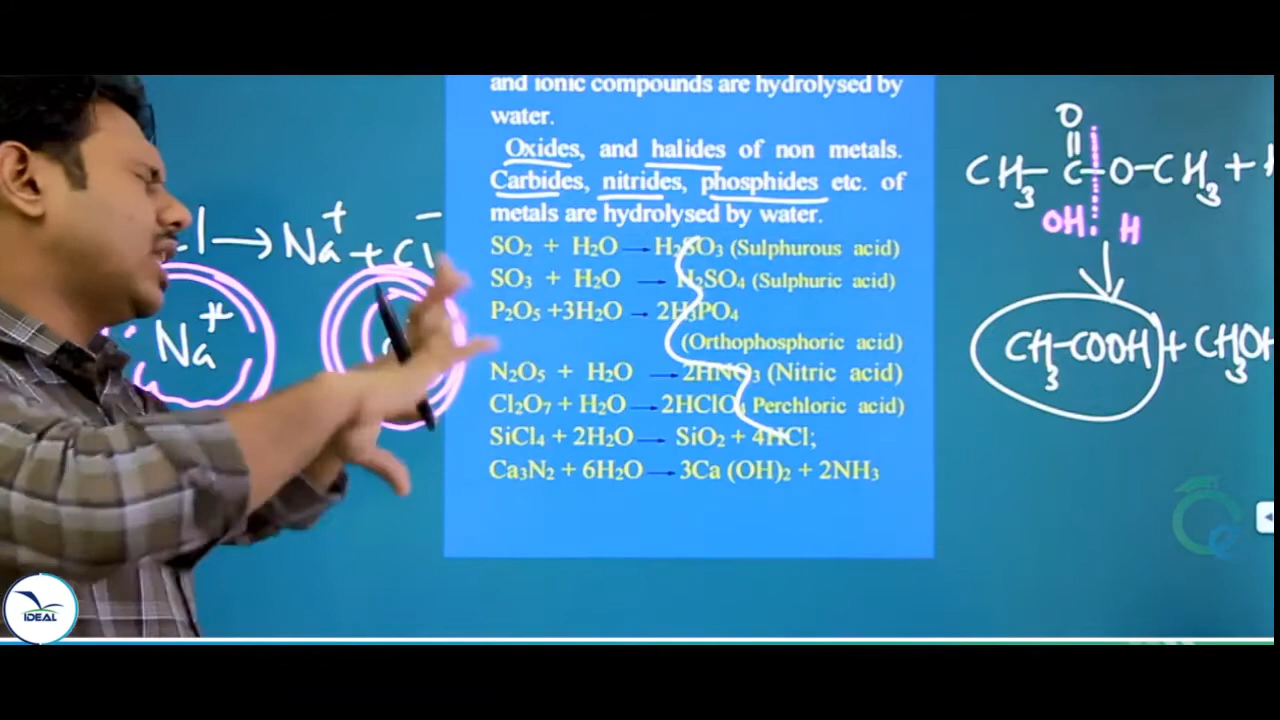 and ionic compounds are hydrolysed by
water.
Oxides, and halides of non metals.
Carbides, nitrides, phosphides etc. of
metals are hydrolysed by water.
SO₂ + H₂O → H₂SO₃ (Sulphurous acid)
SO₃ + H₂O → H₂SO₄ (Sulphuric acid)
P₂O₅ +3H₂O → 2H₃PO₄
(Orthophosphoric acid)
N₂O₅ + H₂O → 2HNO₃ (Nitric acid)
Cl₂O₇ + H₂O → 2HClO₄ Perchloric acid)
SiCl₄ + 2H₂O → SiO₂ + 4HCl;
Ca₃N₂ + 6H₂O → 3Ca (OH)₂ + 2NH₃
l → Na⁺ + Cl⁻
Na⁺
O
CH₃-C-O-CH₃ +
OH H
CH₃-COOH + CH₃OH
IDEAL